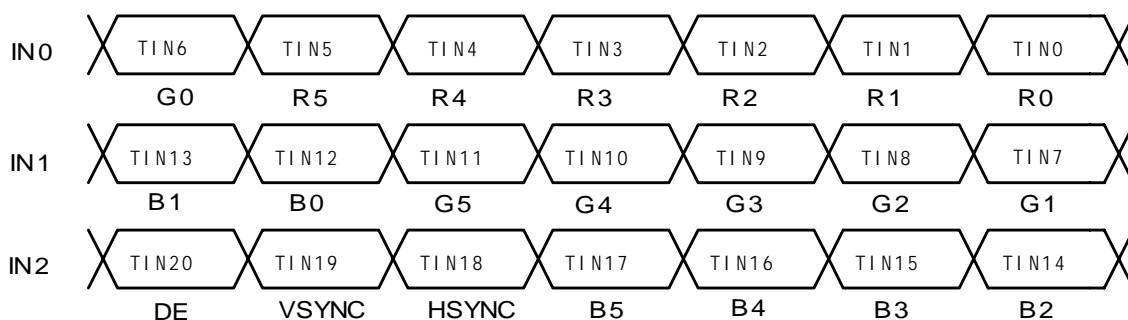 IN0 TIN6 TIN5 TIN4 TIN3 TIN2 TIN1 TIN0
G0 R5 R4 R3 R2 R1 R0
IN1 TIN13 TIN12 TIN11 TIN10 TIN9 TIN8 TIN7
B1 B0 G5 G4 G3 G2 G1
IN2 TIN20 TIN19 TIN18 TIN17 TIN16 TIN15 TIN14
DE VSYNC HSYNC B5 B4 B3 B2